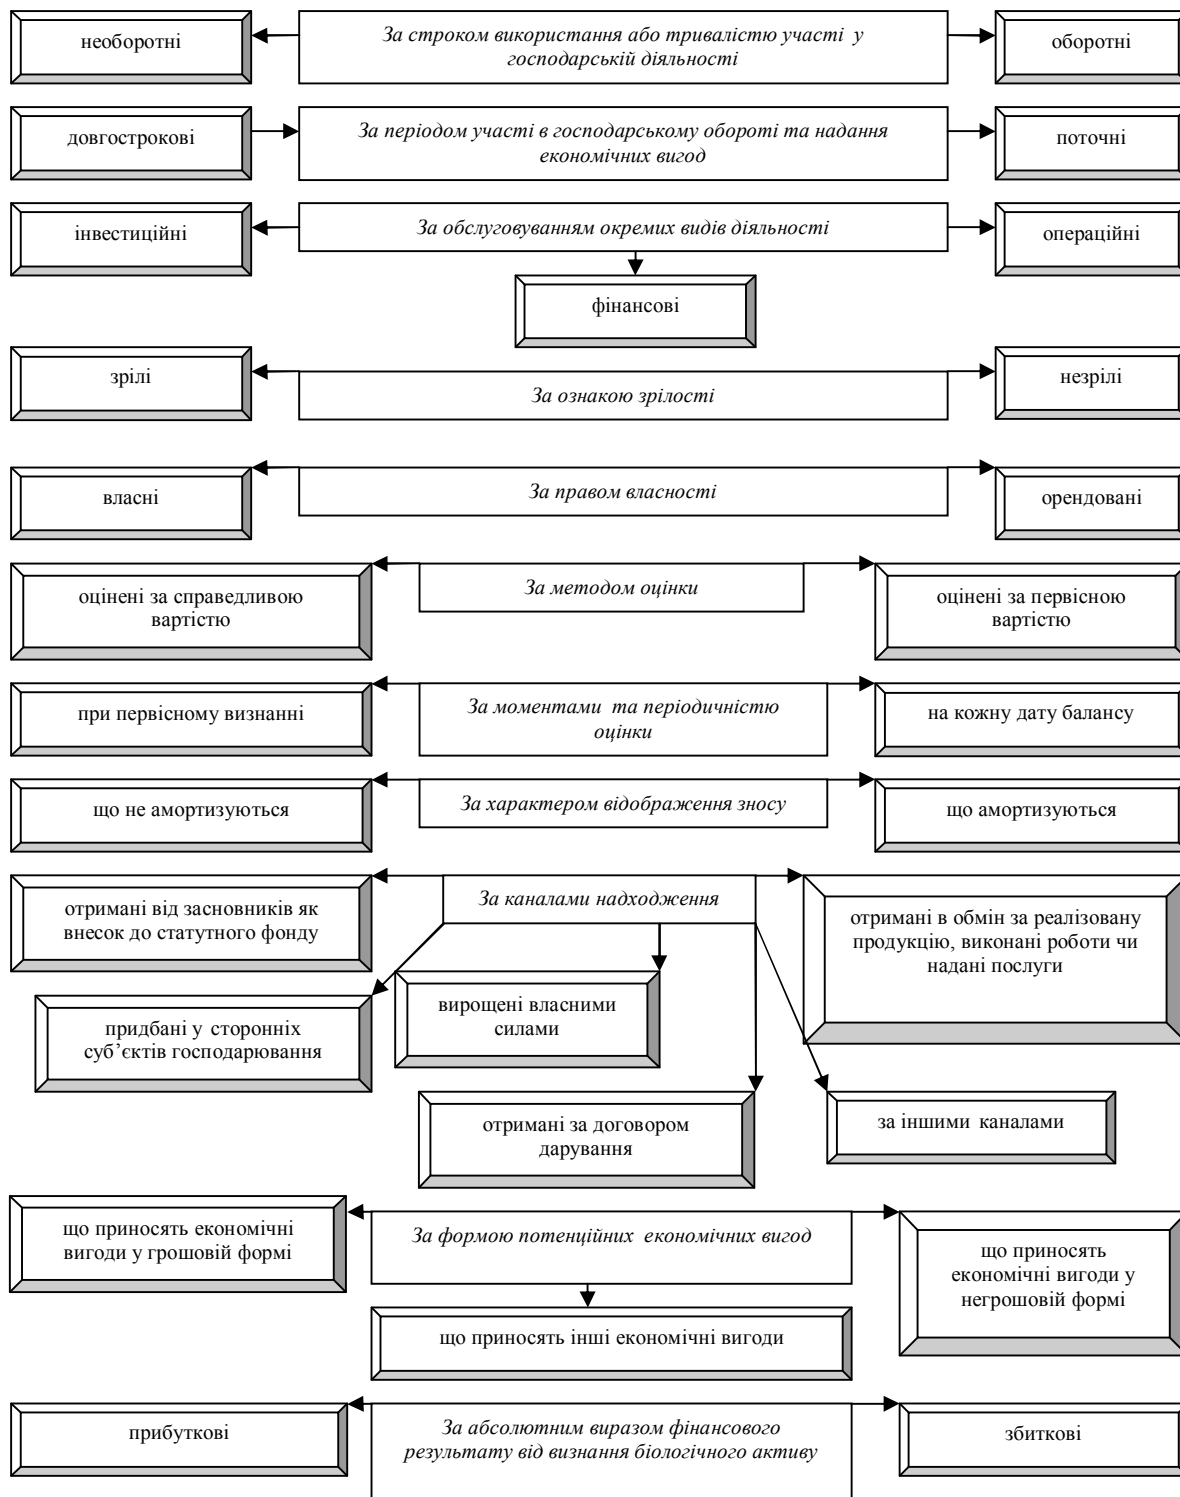 необоротні
За строком використання або тривалістю участі у
господарській діяльності
оборотні
довгострокові
За періодом участі в господарському обороті та надання
економічних вигод
поточні
інвестиційні
За обслуговуванням окремих видів діяльності
операційні
фінансові
зрілі
За ознакою зрілості
незрілі
власні
За правом власності
орендовані
оцінені за справедливою
вартістю
За методом оцінки
оцінені за первісною
вартістю
при первісному визнанні
За моментами та періодичністю
оцінки
на кожну дату балансу
що не амортизуються
За характером відображення зносу
що амортизуються
отримані від засновників як
внесок до статутного фонду
За каналами надходження
отримані в обмін за реалізовану
продукцію, виконані роботи чи
надані послуги
придбані у сторонніх
суб’єктів господарювання
вирощені власними
силами
отримані за договором
дарування
за іншими каналами
що приносять економічні
вигоди у грошовій формі
За формою потенційних економічних вигод
що приносять
економічні вигоди у
негрошовій формі
що приносять інші економічні вигоди
прибуткові
За абсолютним виразом фінансового
результату від визнання біологічного активу
збиткові